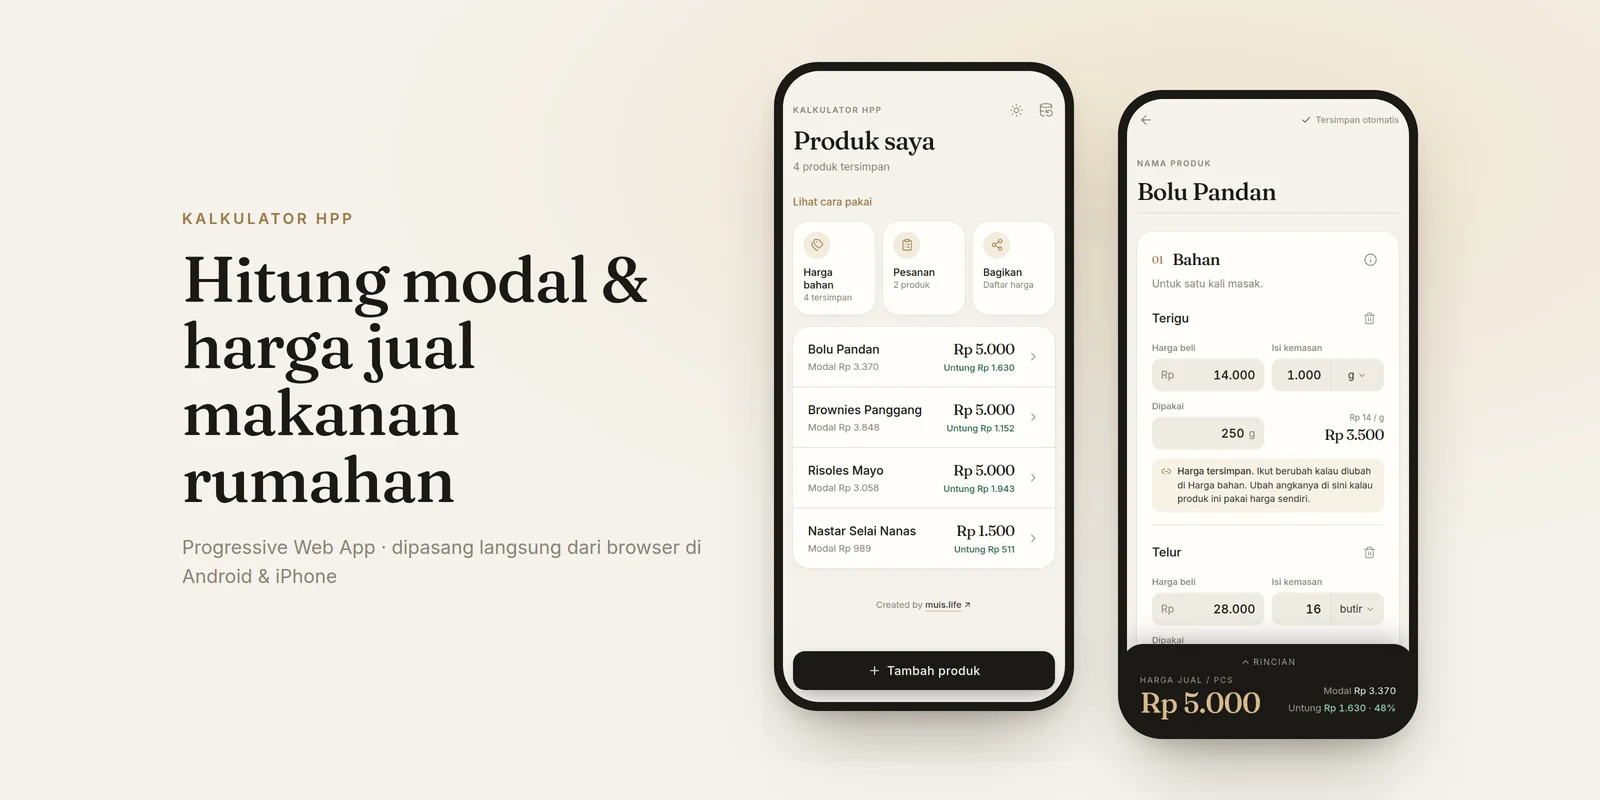 KALKULATOR HPP
Hitung modal &
harga jual
makanan
rumahan
Progressive Web App · dipasang langsung dari browser di
Android & iPhone
KALKULATOR HPP
Produk saya
4 produk tersimpan
Lihat cara pakai
Harga
bahan
4 tersimpan
Pesanan
2 produk
Bagikan
Daftar harga
Bolu Pandan
Rp 5.000
Modal Rp 3.370
Untung Rp 1.630
Brownies Panggang
Rp 5.000
Modal Rp 3.848
Untung Rp 1.152
Risoles Mayo
Rp 5.000
Modal Rp 3.058
Untung Rp 1.943
Nastar Selai Nanas
Rp 1.500
Modal Rp 989
Untung Rp 511
Created by muis.life ↗
+ Tambah produk
Tersimpan otomatis
NAMA PRODUK
Bolu Pandan
01 Bahan
Untuk satu kali masak.
Terigu
Harga beli
Isi kemasan
Rp 14.000
1.000 g
Dipakai
250 g
Rp 14 / g
Rp 3.500
Harga tersimpan. Ikut berubah kalau diubah
di Harga bahan. Ubah angkanya di sini kalau
produk ini pakai harga sendiri.
Telur
Harga beli
Isi kemasan
Rp 28.000
16 butir
Dipakai
RINCIAN
HARGA JUAL / PCS
Rp 5.000
Modal Rp 3.370
Untung Rp 1.630 · 48%